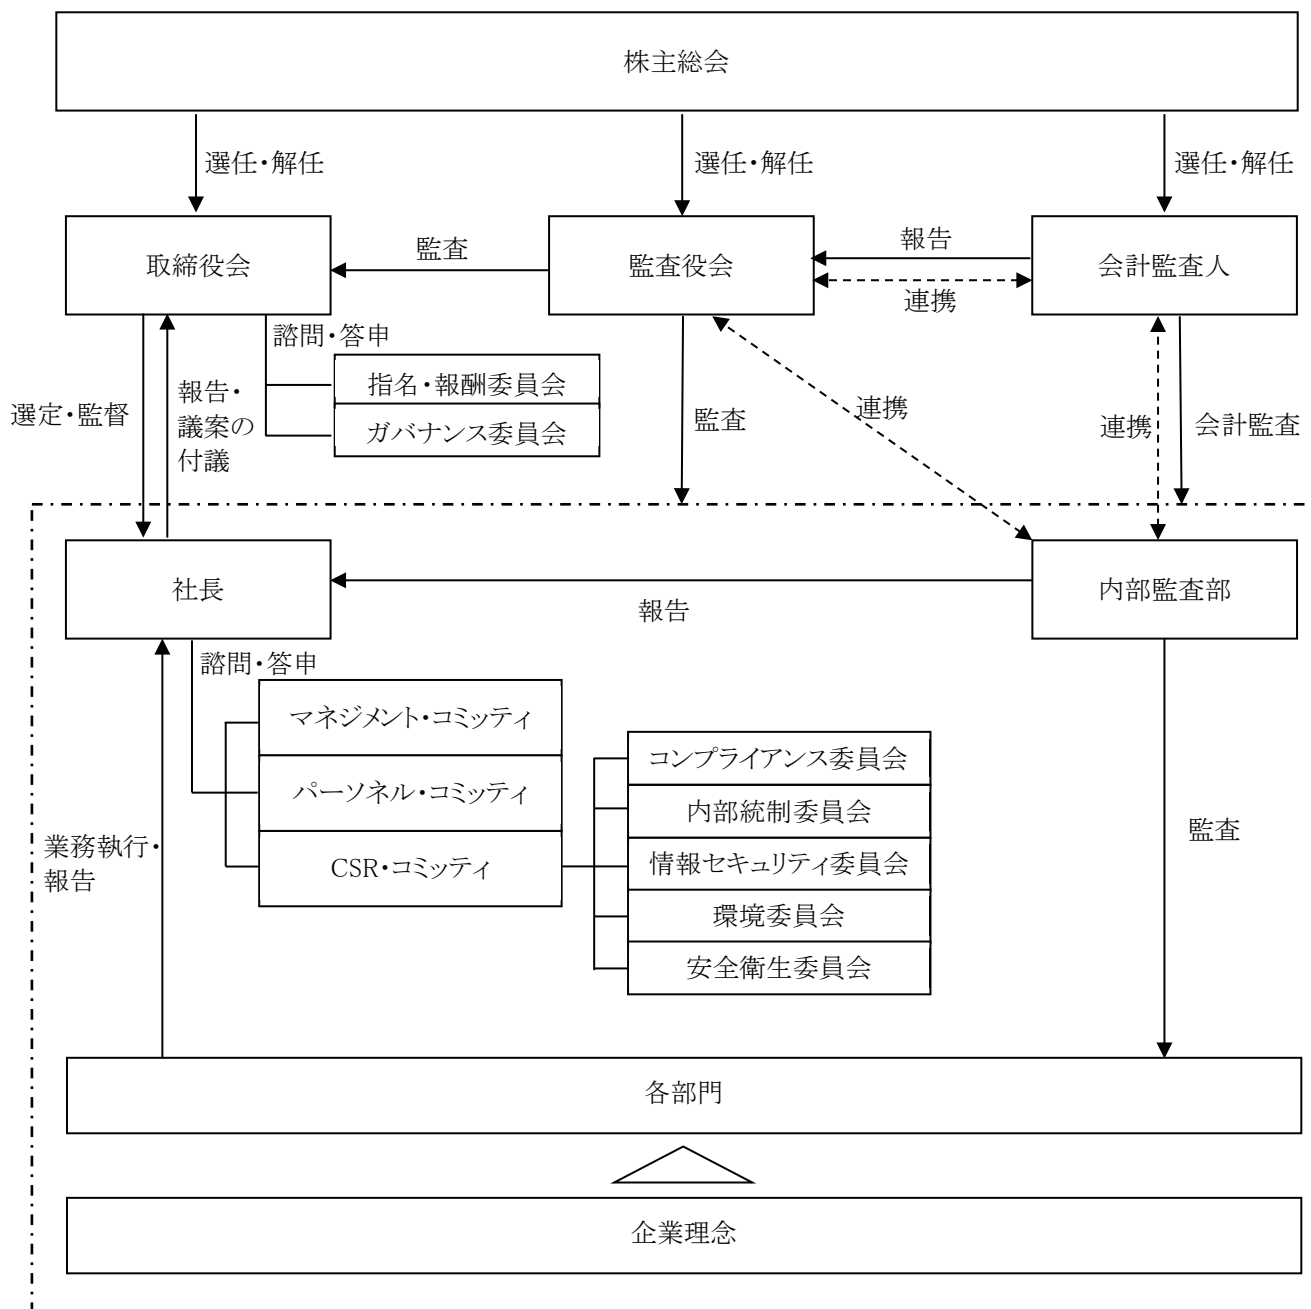 株主総会
選任・解任
選任・解任
選任・解任
取締役会
監査
監査役会
報告
連携
会計監査人
諮問・答申
指名・報酬委員会
ガバナンス委員会
選定・監督
報告・
議案の
付議
監査
連携
連携
会計監査
社長
報告
内部監査部
諮問・答申
マネジメント・コミッティ
パーソネル・コミッティ
CSR・コミッティ
コンプライアンス委員会
内部統制委員会
情報セキュリティ委員会
環境委員会
安全衛生委員会
業務執行・
報告
監査
各部門
企業理念